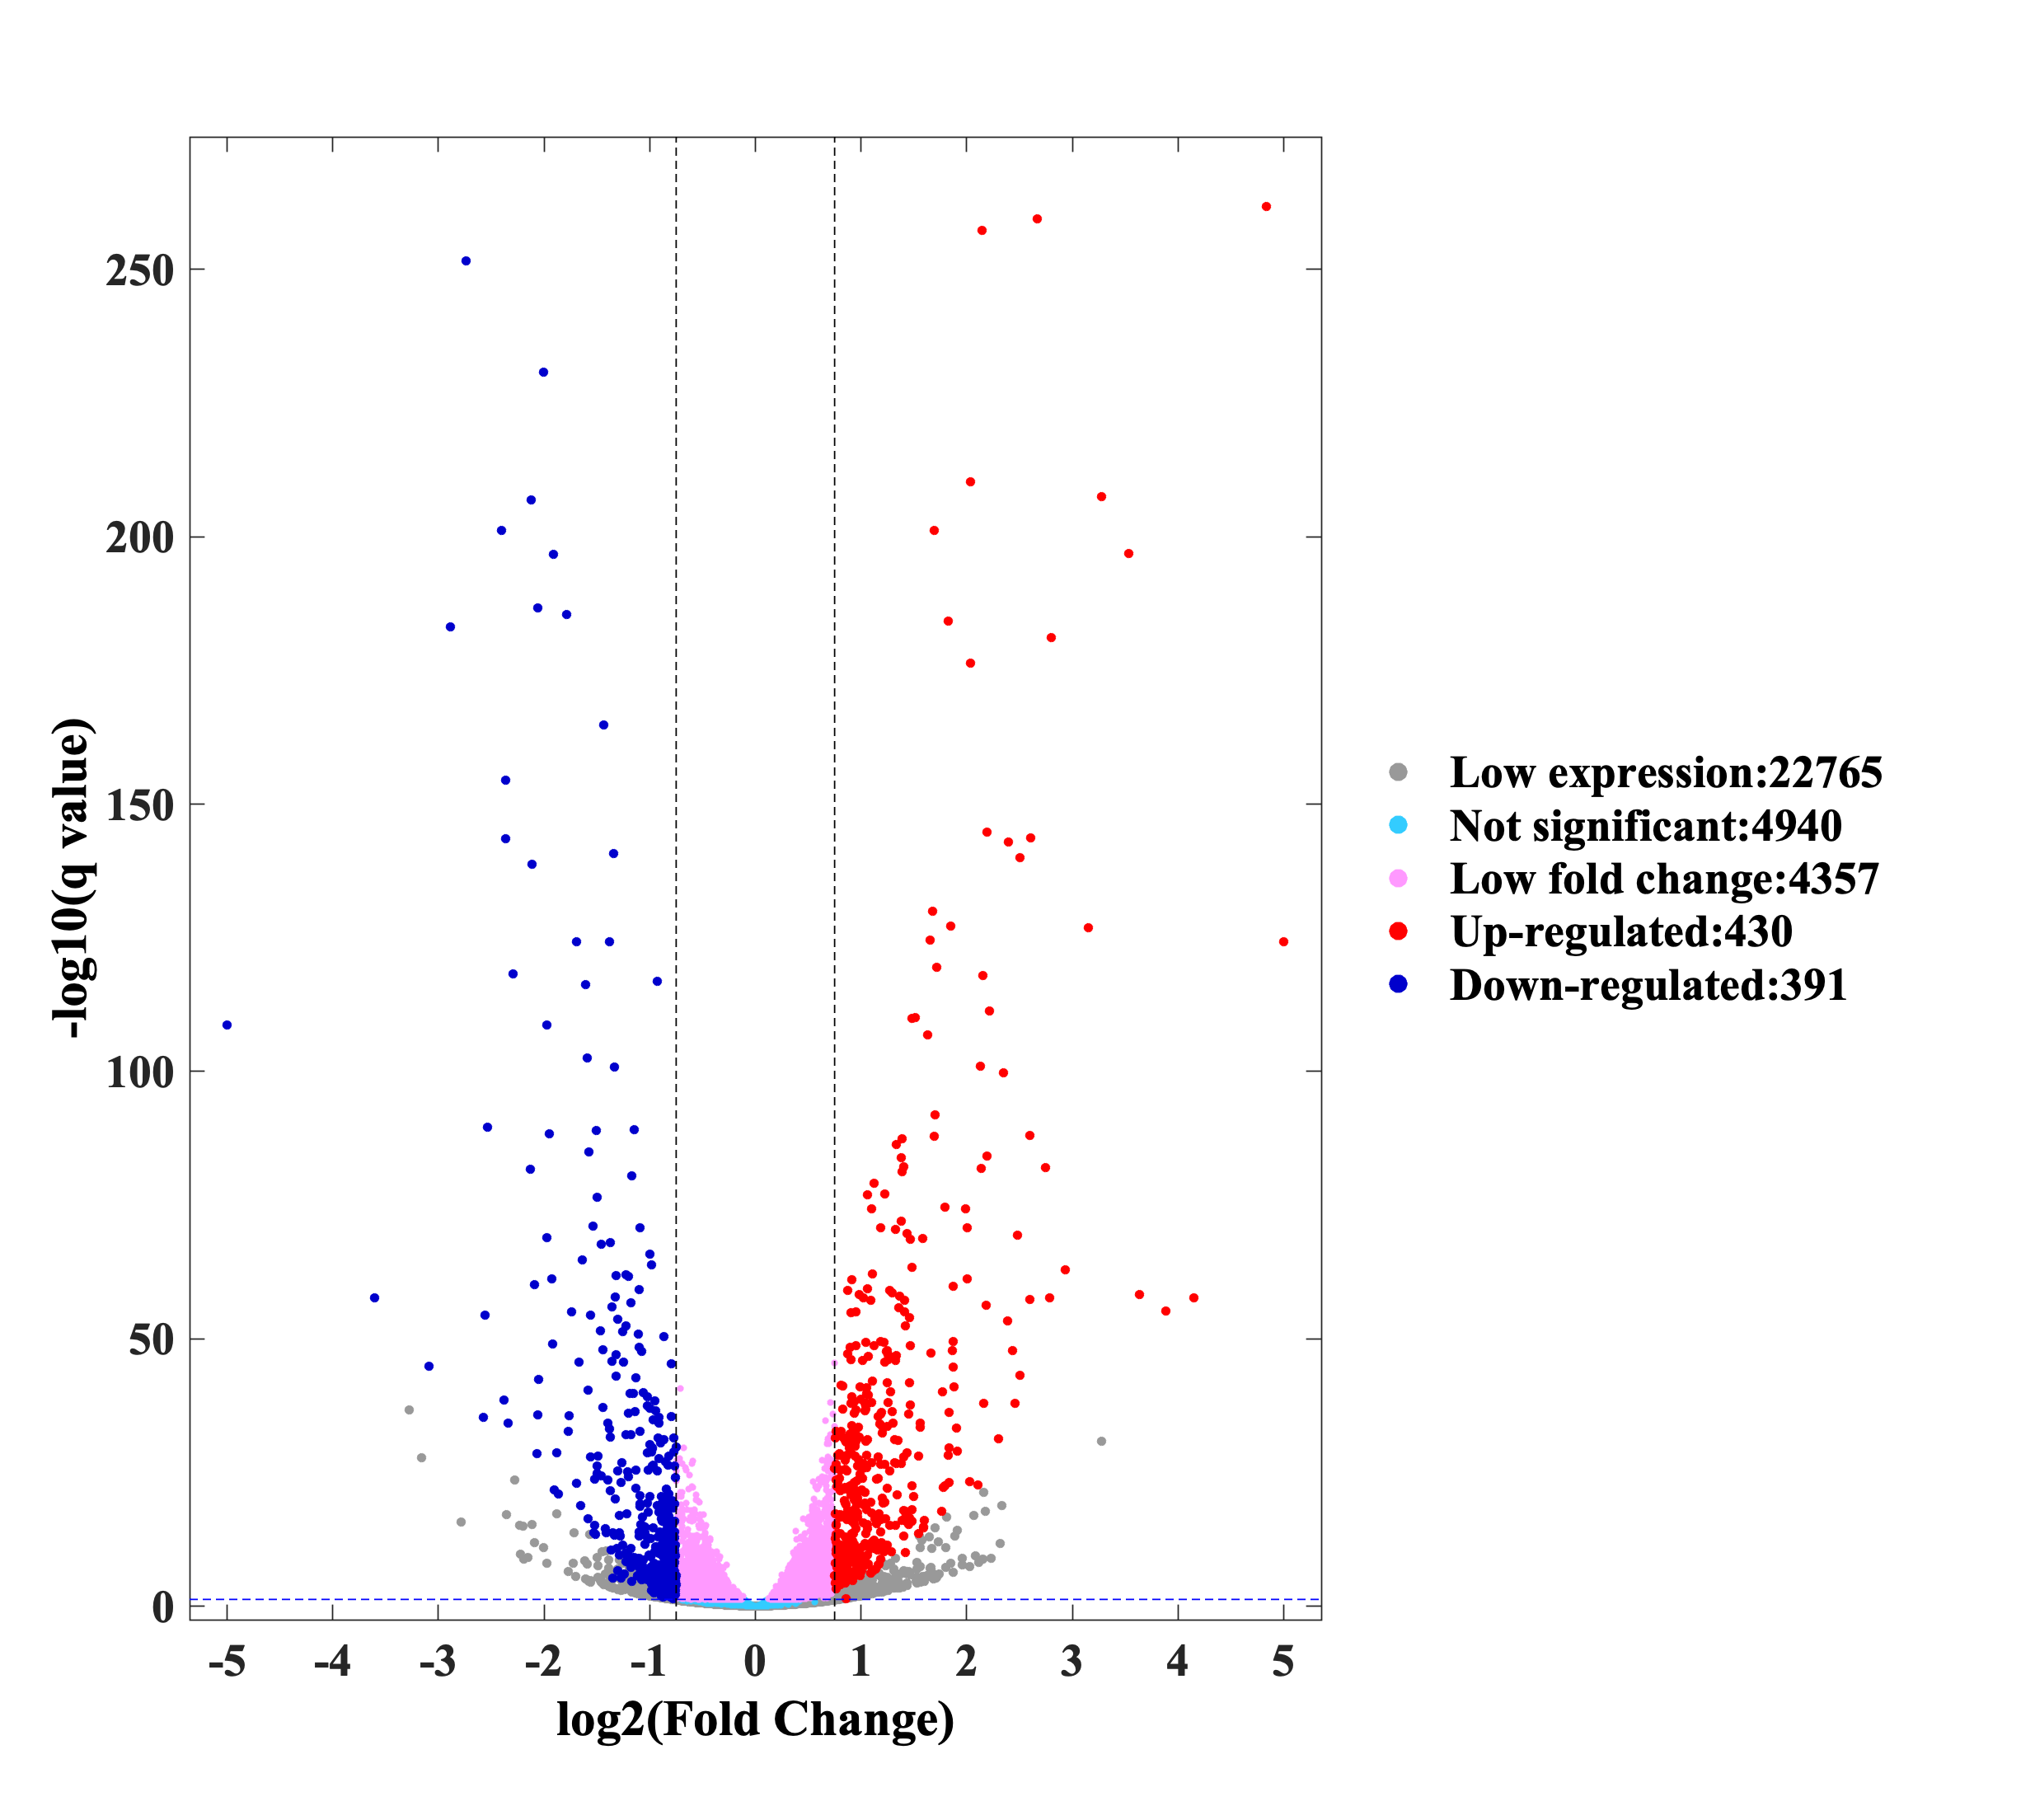 250
200
150
100
50
0
-log10(q value)
-5 -4 -3 -2 -1 0 1 2 3 4 5
log2(Fold Change)
Low expression:22765
Not significant:4940
Low fold change:4357
Up-regulated:430
Down-regulated:391